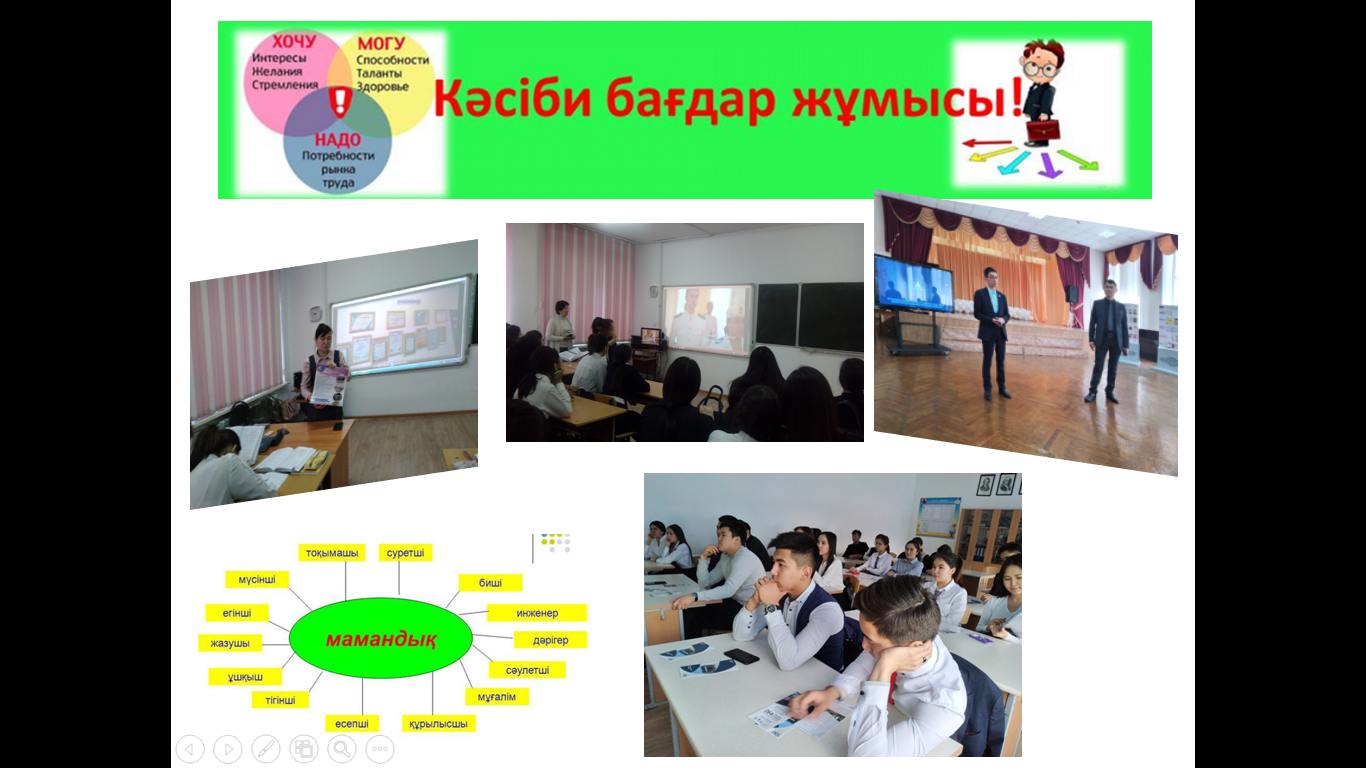 ХОЧУ
Интересы
Желания
Стремления
МОГУ
Способности
Таланты
Здоровье
!
НАДО
Потребности
рынка
труда
Кәсіби бағдар жұмысы!
тоқымашы
суретші
мүсінші
биші
егінші
инженер
жазушы
мамандық
дәрігер
ұшқыш
сәулетші
тігінші
мұғалім
есепші
құрылысшы